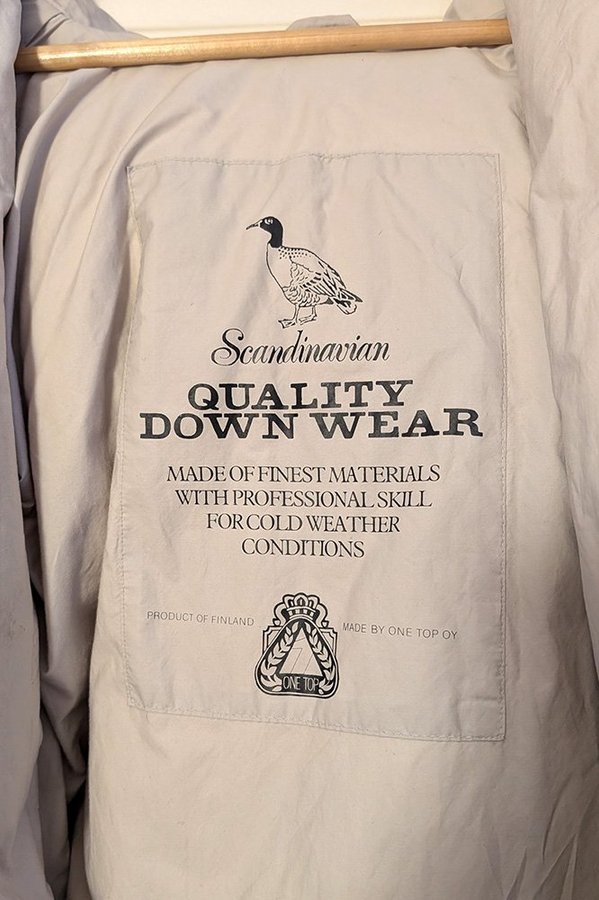 Scandinavian
QUALITY
DOWN WEAR
MADE OF FINEST MATERIALS
WITH PROFESSIONAL SKILL
FOR COLD WEATHER
CONDITIONS
PRODUCT OF FINLAND
MADE BY ONE TOP OY
ONE TOP